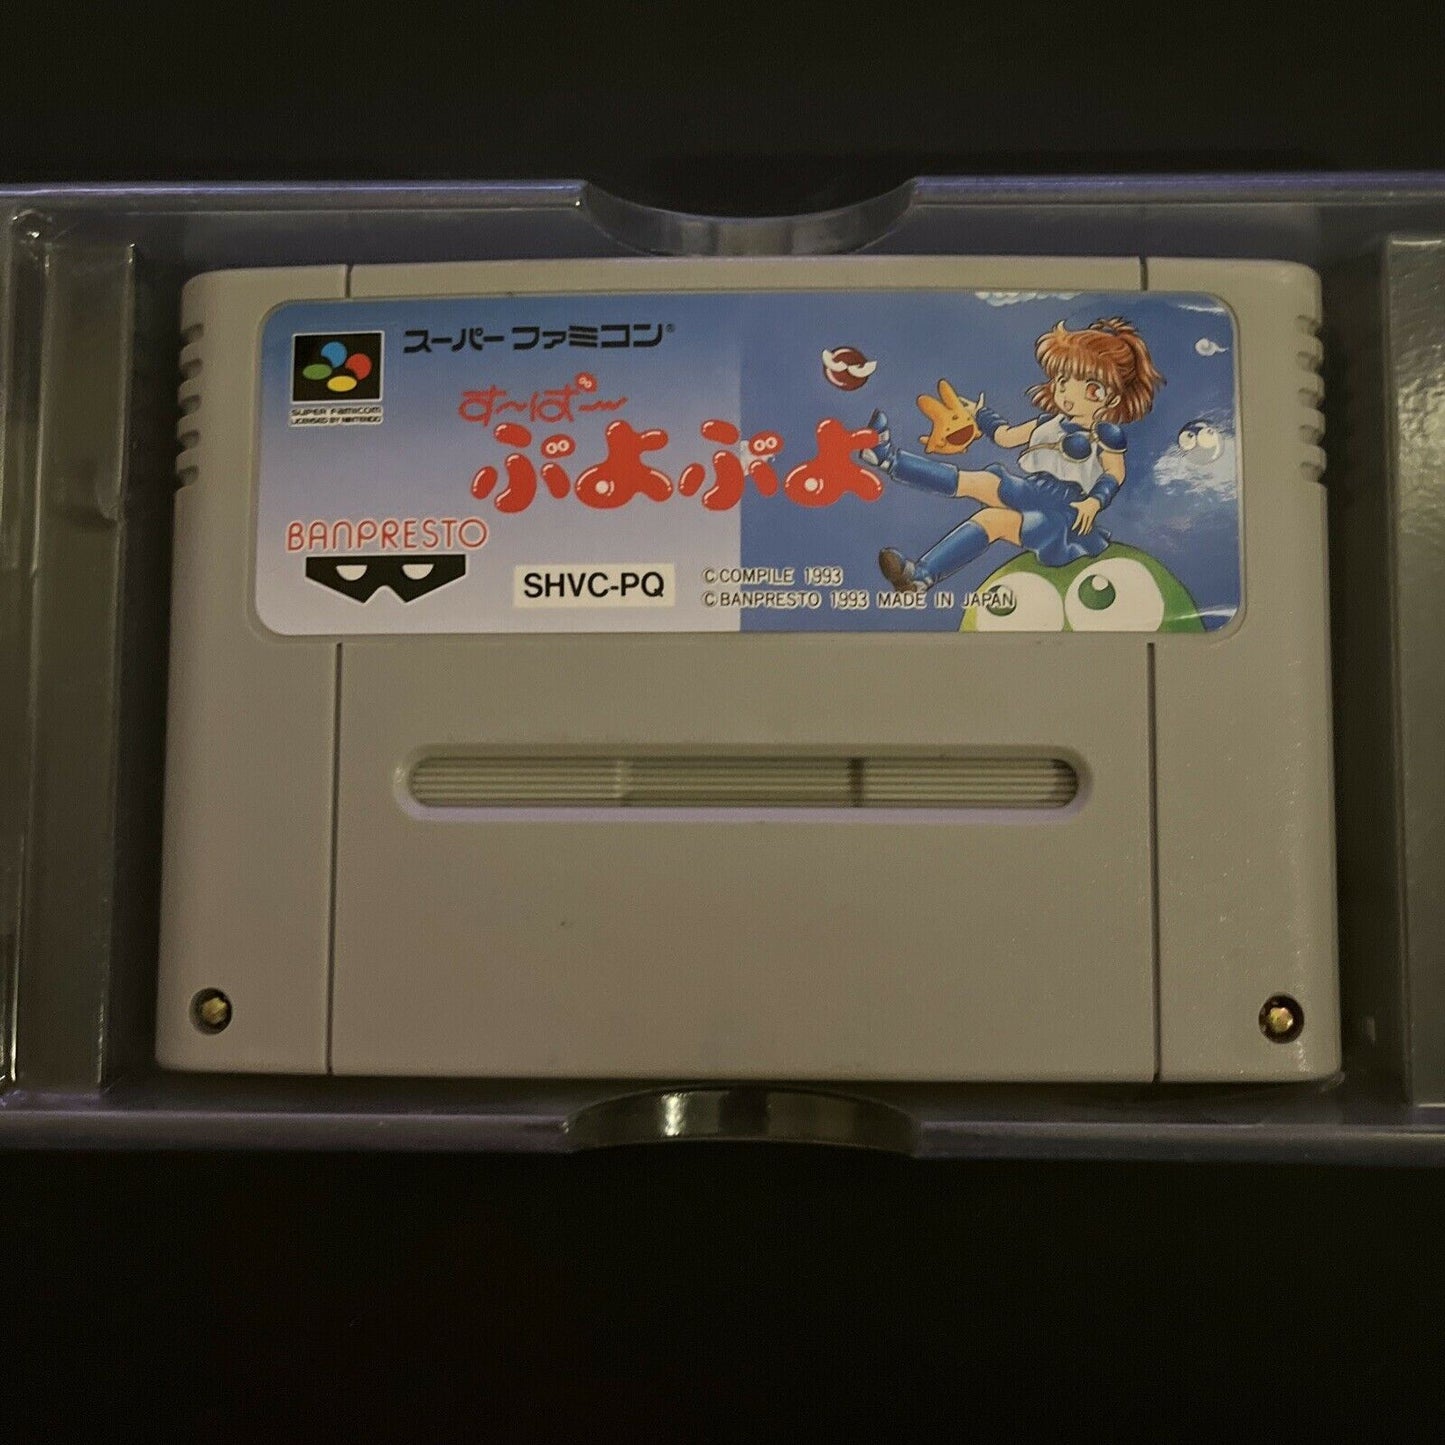 スーパーファミコン®
SUPER FAMICOM
LICENSED BY NINTENDO
す〜ぱ〜
ぷよぷよ
BANPRESTO
SHVC-PQ
©COMPILE 1993
©BANPRESTO 1993 MADE IN JAPAN